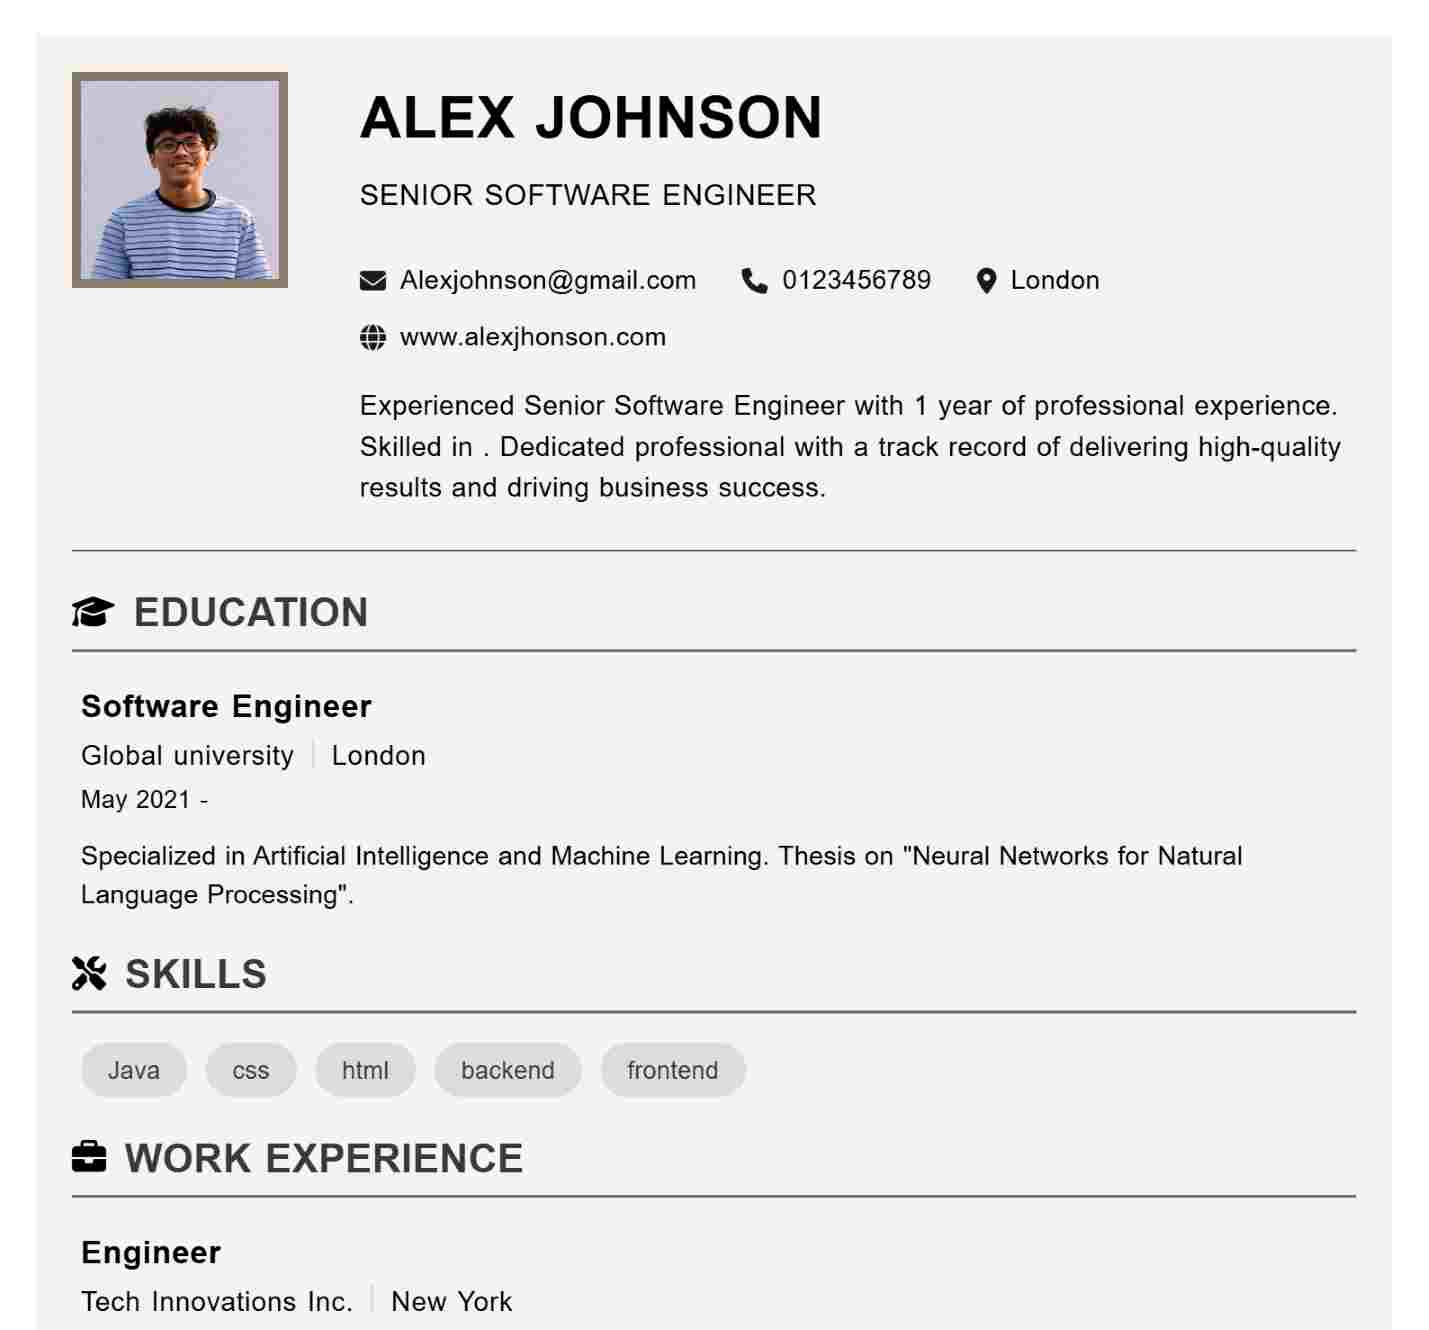 ALEX JOHNSON
SENIOR SOFTWARE ENGINEER
Alexjohnson@gmail.com 0123456789 London
www.alexjhonson.com
Experienced Senior Software Engineer with 1 year of professional experience.
Skilled in . Dedicated professional with a track record of delivering high-quality
results and driving business success.
EDUCATION
Software Engineer
Global university | London
May 2021 -
Specialized in Artificial Intelligence and Machine Learning. Thesis on "Neural Networks for Natural
Language Processing".
SKILLS
Java css html backend frontend
WORK EXPERIENCE
Engineer
Tech Innovations Inc. | New York